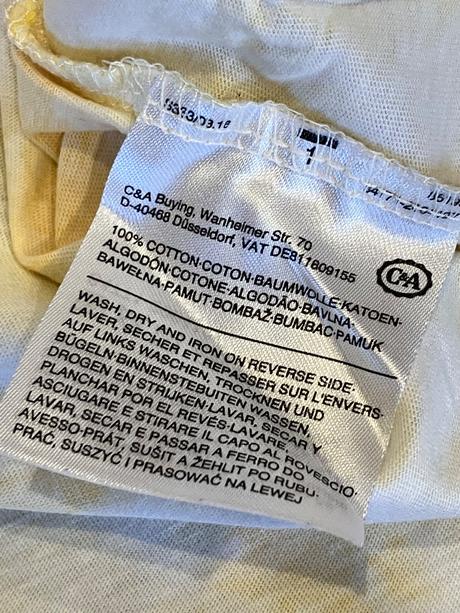 1
C&A Buying, Wanheimer Str. 70
D-40468 Düsseldorf, VAT DE811809155
C&A
100% COTTON·COTON·BAUMWOLLE·KATOEN·
ALGODÓN·COTONE·ALGODÃO·BAVLNA·
BAWEŁNA·PAMUT·BOMBAŽ·BUMBAC·PAMUK
WASH, DRY AND IRON ON REVERSE SIDE·
LAVER, SECHER ET REPASSER SUR L'ENVERS·
AUF LINKS WASCHEN, TROCKNEN UND
BÜGELN·BINNENSTEBUITEN WASSEN,
DROGEN EN STRIJKEN·LAVAR, SECAR Y
PLANCHAR POR EL REVÉS·LAVARE,
ASCIUGARE E STIRARE IL CAPO AL ROVESCIO·
LAVAR, SECAR E PASSAR A FERRO DO
AVESSO·PRÁT, SUŠIT A ŽEHLIT PO RUBU·
PRAĆ, SUSZYĆ I PRASOWAĆ NA LEWEJ